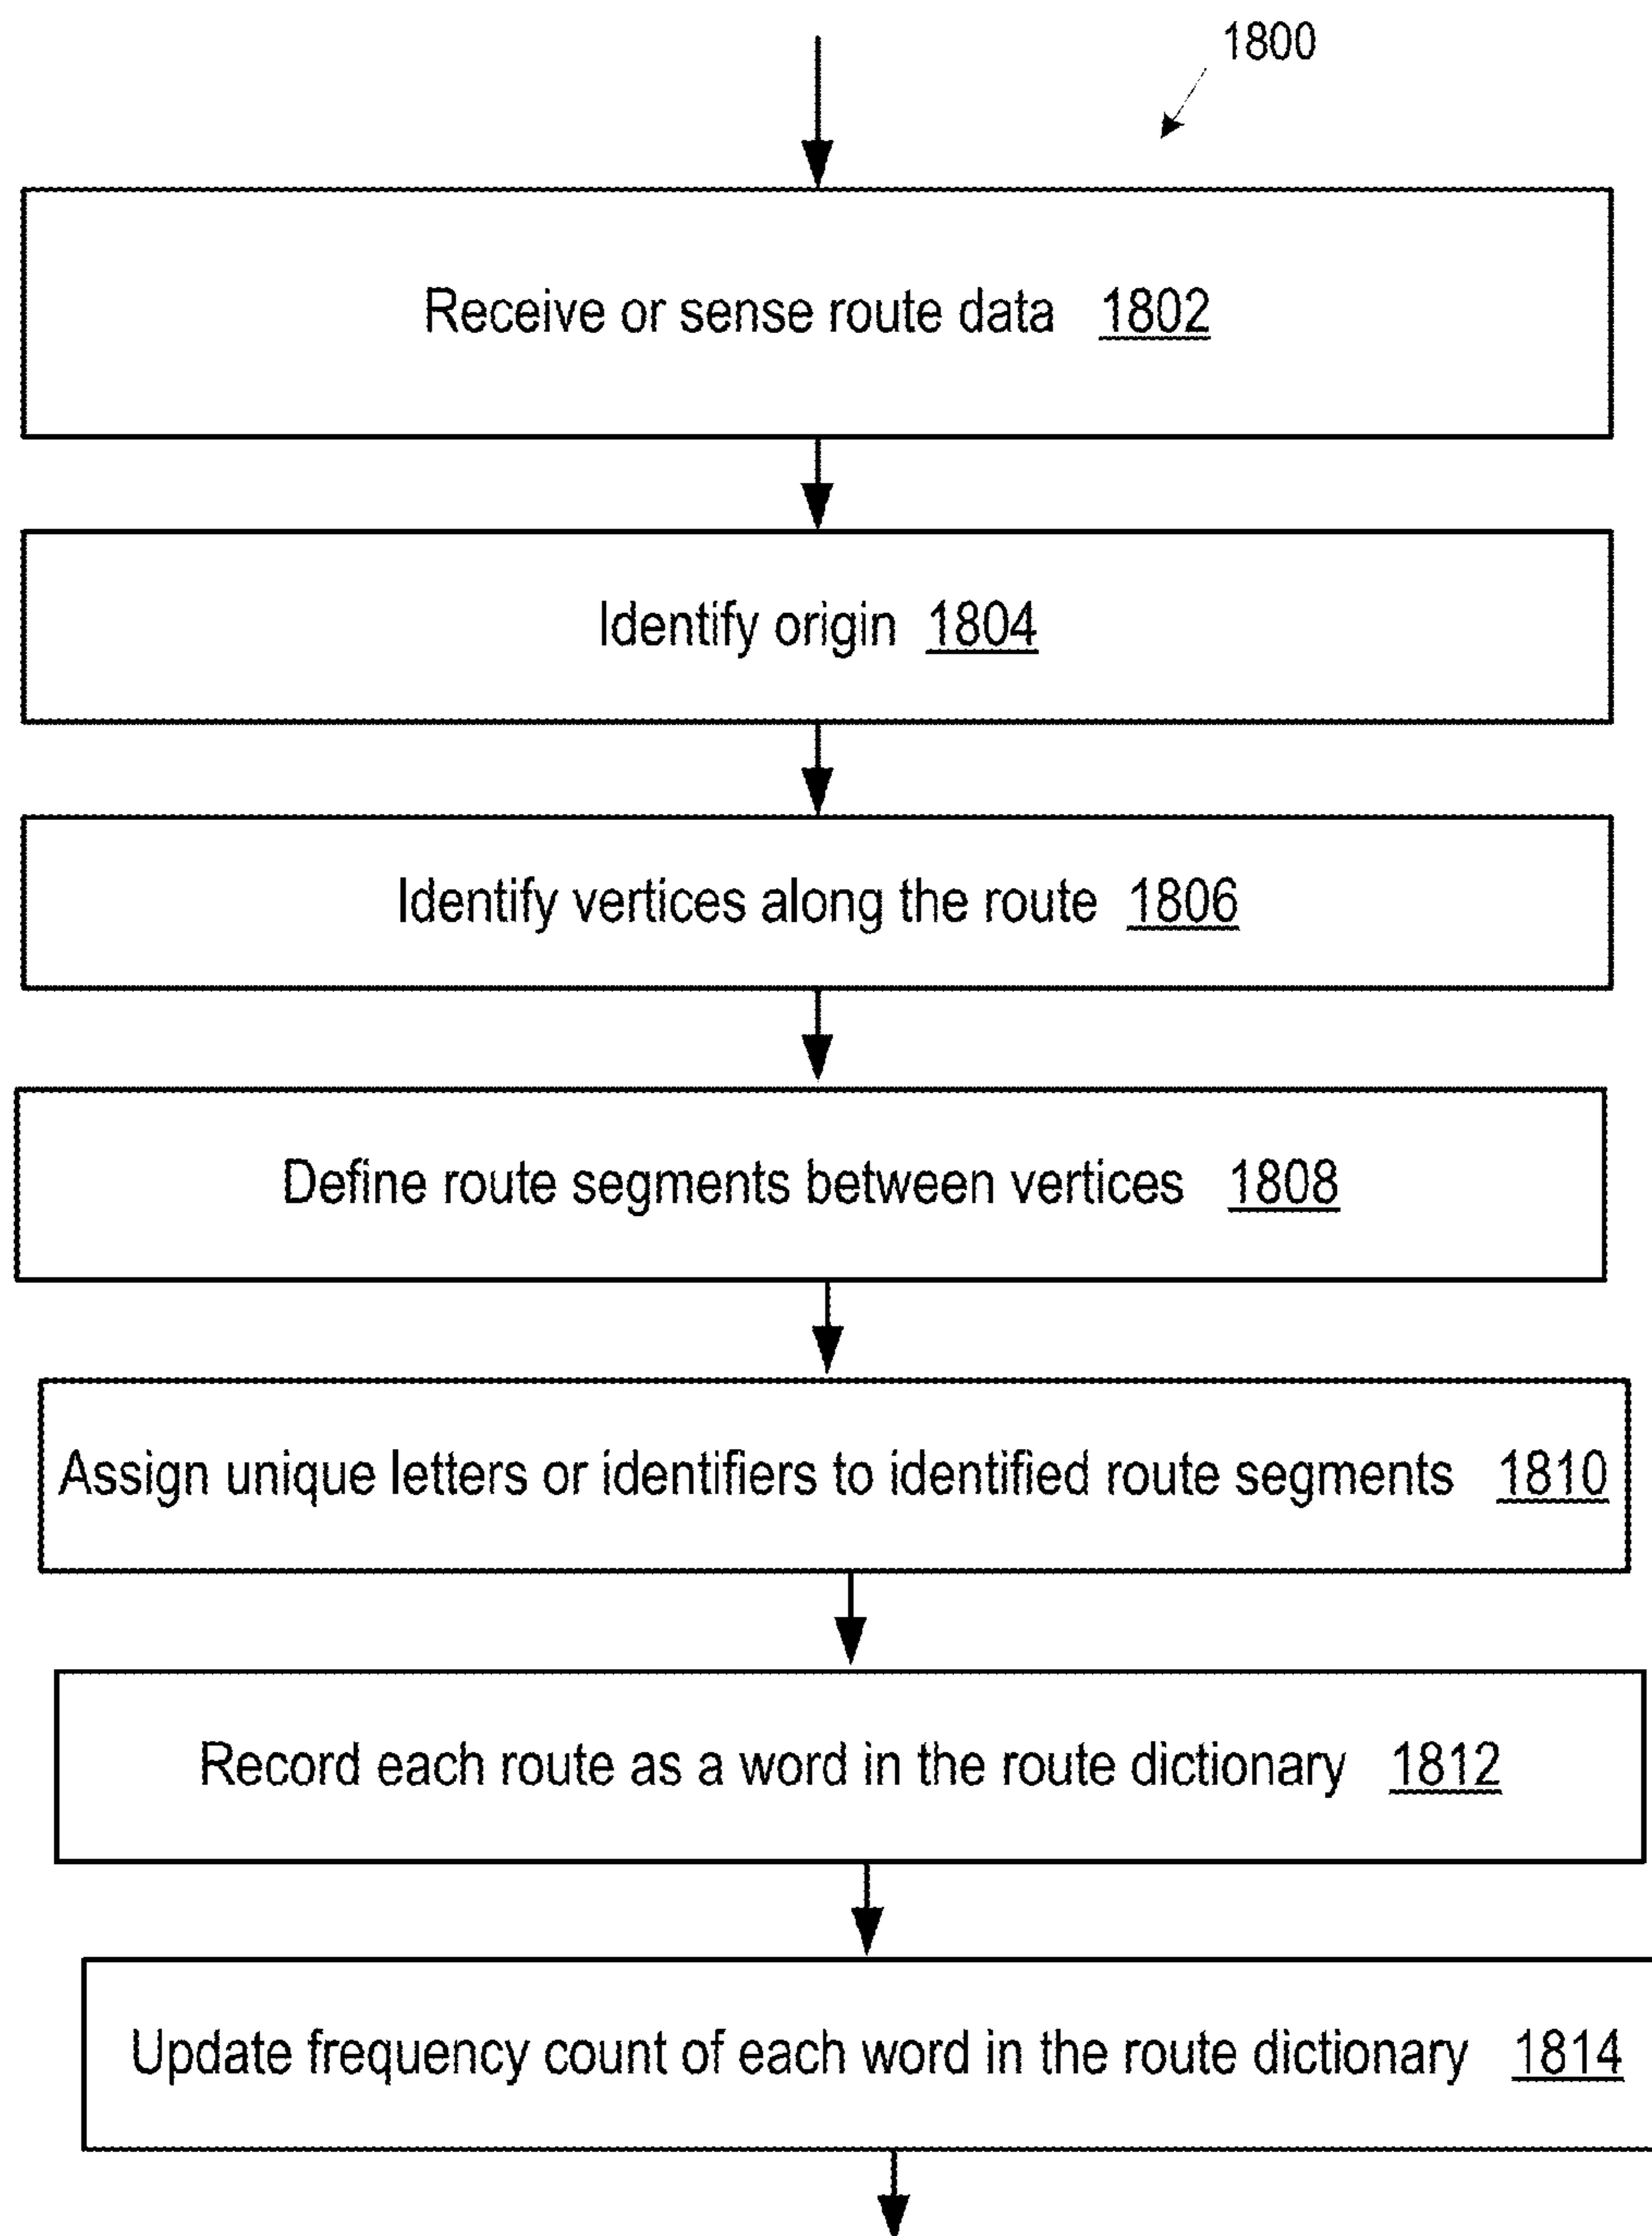 1800
Receive or sense route data 1802
Identify origin 1804
Identify vertices along the route 1806
Define route segments between vertices 1808
Assign unique letters or identifiers to identified route segments 1810
Record each route as a word in the route dictionary 1812
Update frequency count of each word in the route dictionary 1814